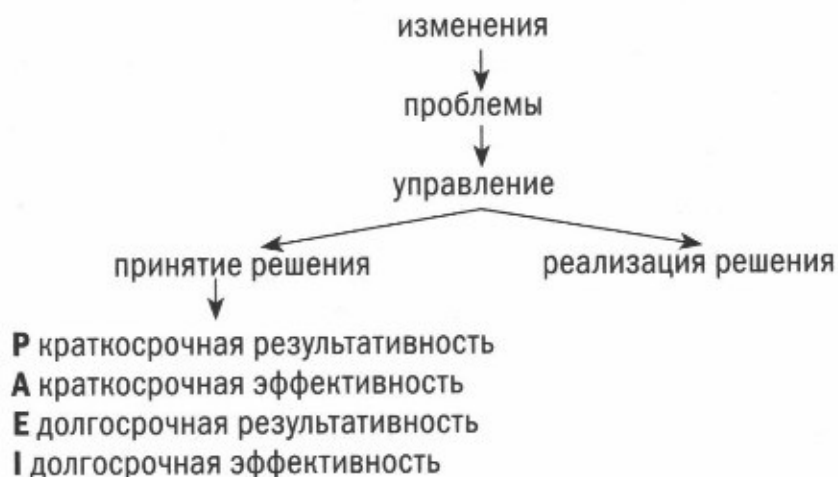 изменения
проблемы
управление
принятие решения
реализация решения
P краткосрочная результативность
A краткосрочная эффективность
E долгосрочная результативность
I долгосрочная эффективность